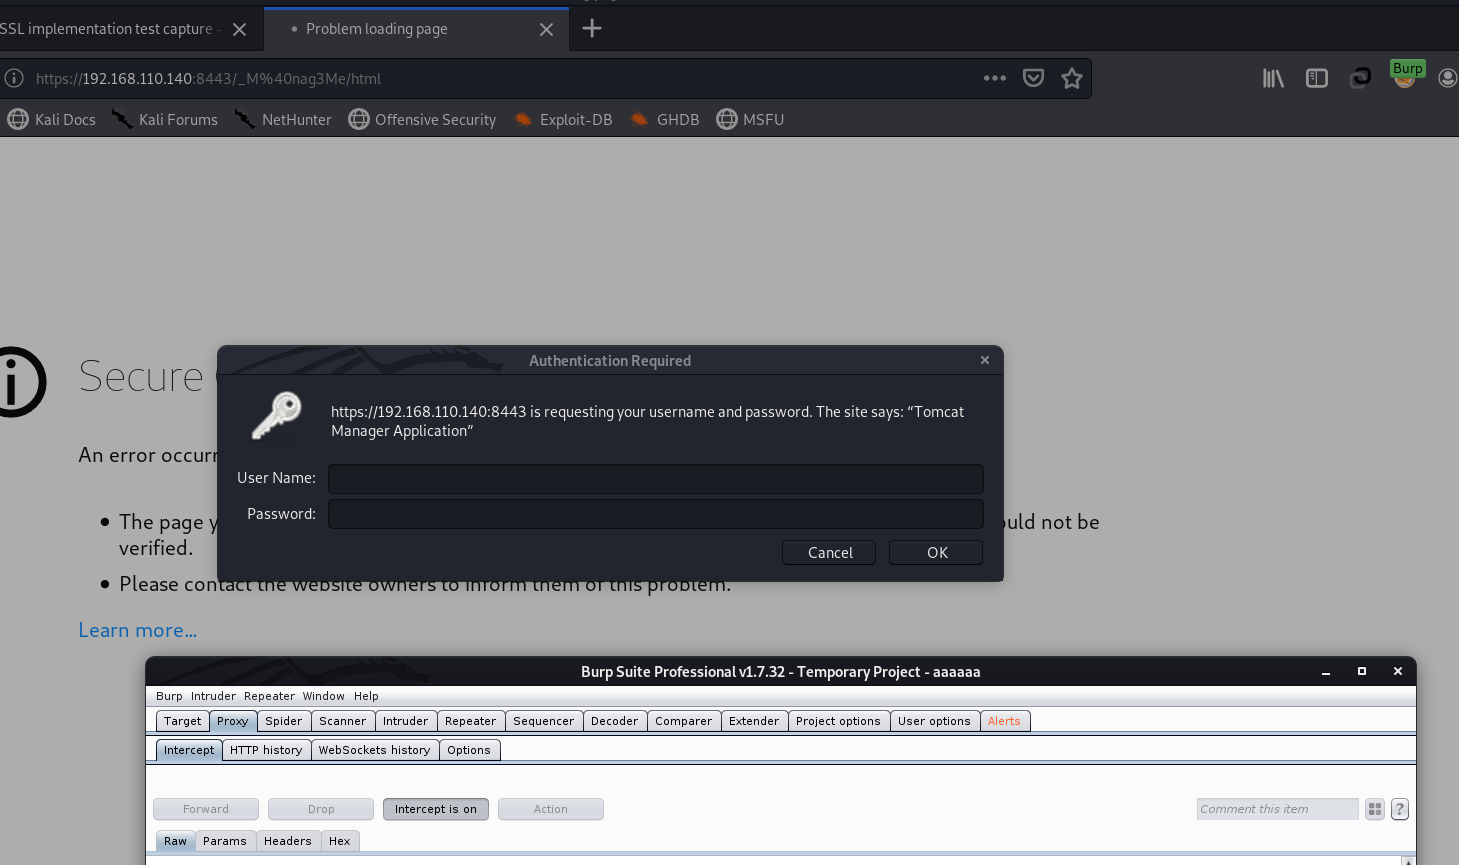 SSL implementation test capture -
Problem loading page
https://192.168.110.140:8443/_M%40nag3Me/html
Burp
Kali Docs Kali Forums NetHunter Offensive Security Exploit-DB GHDB MSFU
Authentication Required
Secure
https://192.168.110.140:8443 is requesting your username and password. The site says: “Tomcat
Manager Application”
An error occurr
User Name:
Password:
The page y
ould not be
verified.
Cancel OK
Please contact the website owners to inform them of this problem.
Learn more…
Burp Suite Professional v1.7.32 - Temporary Project - aaaaaa
Burp Intruder Repeater Window Help
Target Proxy Spider Scanner Intruder Repeater Sequencer Decoder Comparer Extender Project options User options Alerts
Intercept HTTP history WebSockets history Options
Forward Drop Intercept is on Action Comment this item ?
Raw Params Headers Hex